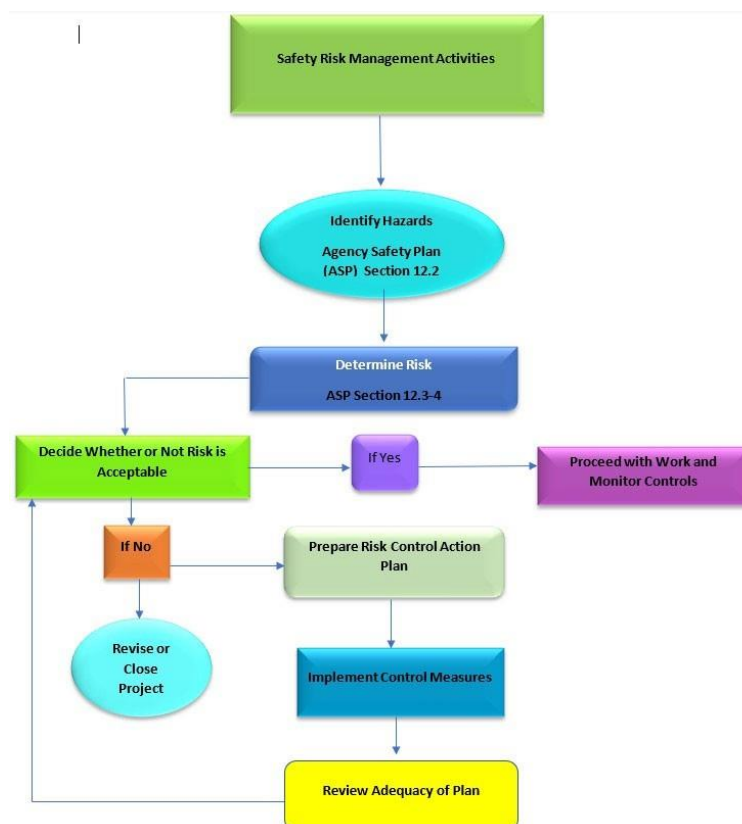 Safety Risk Management Activities
Identify Hazards
Agency Safety Plan
(ASP) Section 12.2
Determine Risk
ASP Section 12.3-4
Decide Whether or Not Risk is
Acceptable
If Yes
Proceed with Work and
Monitor Controls
If No
Prepare Risk Control Action
Plan
Revise or
Close
Project
Implement Control Measures
Review Adequacy of Plan